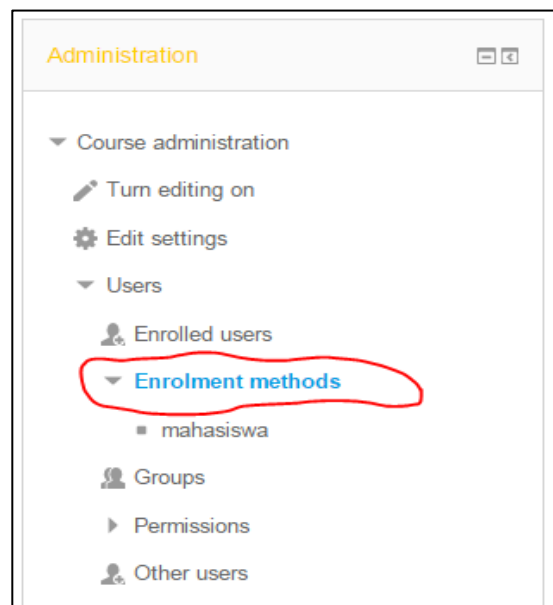 Administration
Course administration
Turn editing on
Edit settings
Users
Enrolled users
Enrolment methods
mahasiswa
Groups
Permissions
Other users